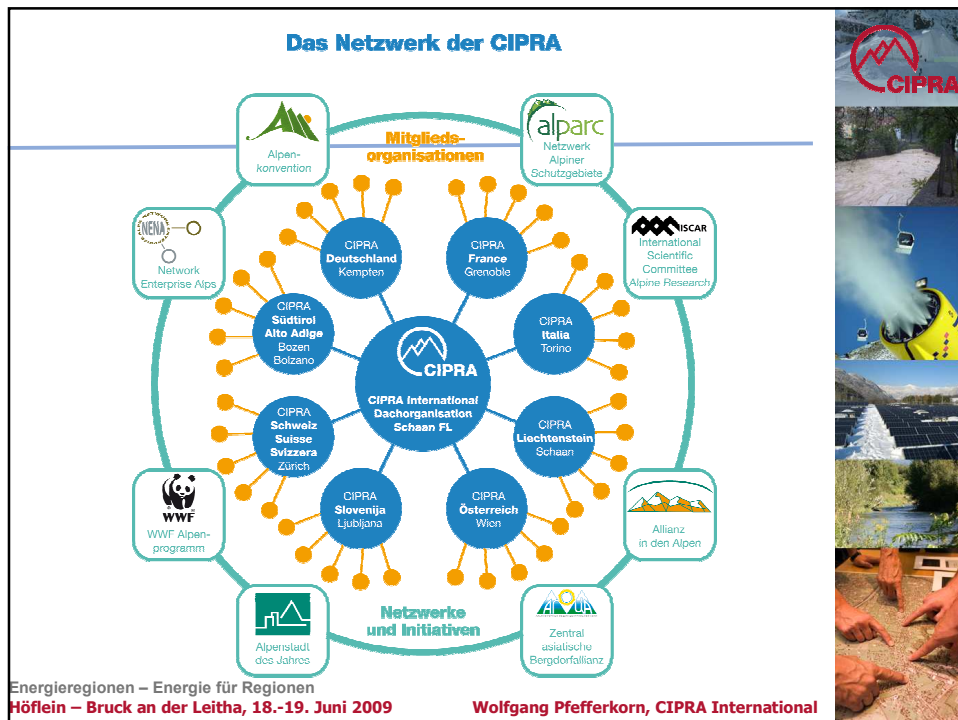 Das Netzwerk der CIPRA
CIPRA
Alpen-
konvention
Mitglieds-
organisationen
alparc
Netzwerk
Alpiner
Schutzgebiete
NENA
Network
Enterprise Alps
CIPRA
Deutschland
Kempten
CIPRA
France
Grenoble
ISCAR
International
Scientific
Committee
Alpine Research
CIPRA
Südtirol
Alto Adige
Bozen
Bolzano
CIPRA
Italia
Torino
CIPRA
CIPRA International
Dachorganisation
Schaan FL
CIPRA
Schweiz
Suisse
Svizzera
Zürich
CIPRA
Liechtenstein
Schaan
WWF
WWF Alpen-
programm
CIPRA
Slovenija
Ljubljana
CIPRA
Österreich
Wien
Allianz
in den Alpen
Alpenstadt
des Jahres
Netzwerke
und Initiativen
Zentral
asiatische
Bergdorfallianz
Energieregionen – Energie für Regionen
Höflein – Bruck an der Leitha, 18.-19. Juni 2009
Wolfgang Pfefferkorn, CIPRA International